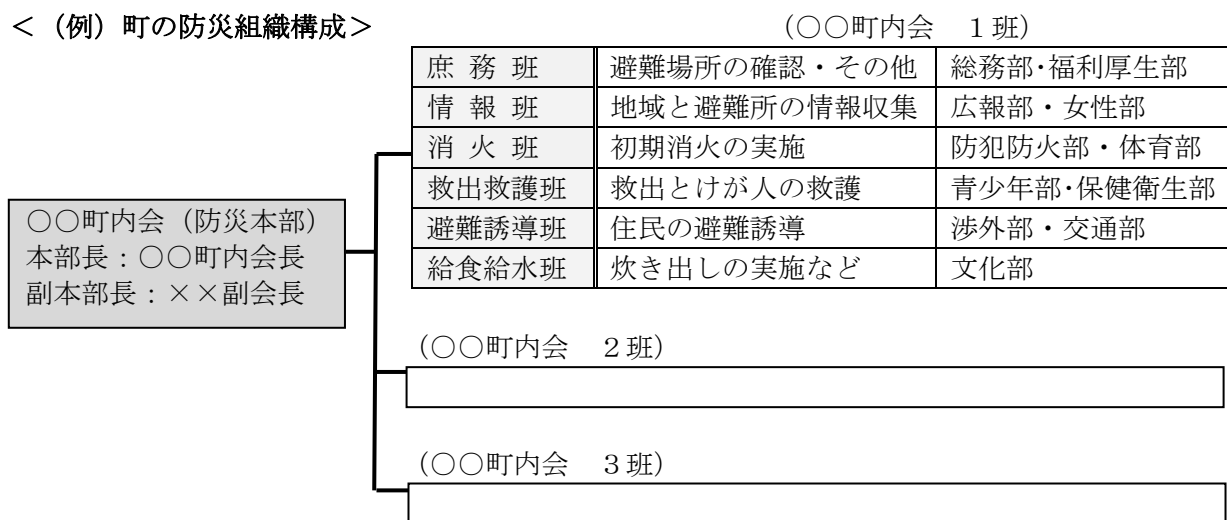 ＜（例）町の防災組織構成＞
（○○町内会　１班）
庶 務 班　避難場所の確認・その他　総務部･福利厚生部
情 報 班　地域と避難所の情報収集　広報部・女性部
消 火 班　初期消火の実施　防犯防火部・体育部
救出救護班　救出とけが人の救護　青少年部･保健衛生部
避難誘導班　住民の避難誘導　渉外部・交通部
給食給水班　炊き出しの実施など　文化部
○○町内会（防災本部）
本部長：○○町内会長
副本部長：××副会長
（○○町内会　２班）
（○○町内会　３班）